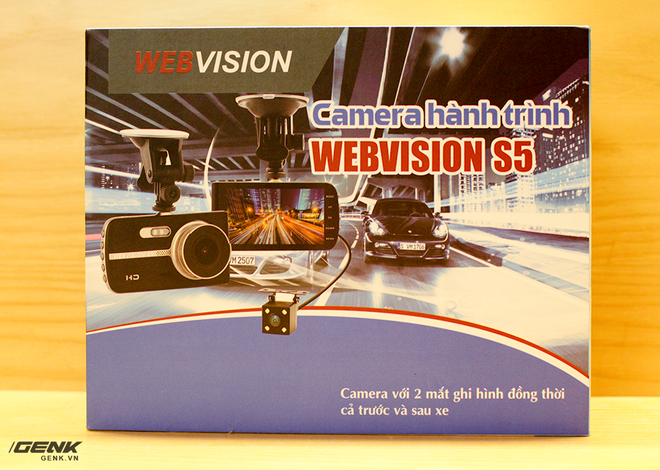 WEBVISION
Camera hành trình
WEBVISION S5
HD
M 2507
Camera với 2 mắt ghi hình đồng thời
cả trước và sau xe
GENK
GENK.VN